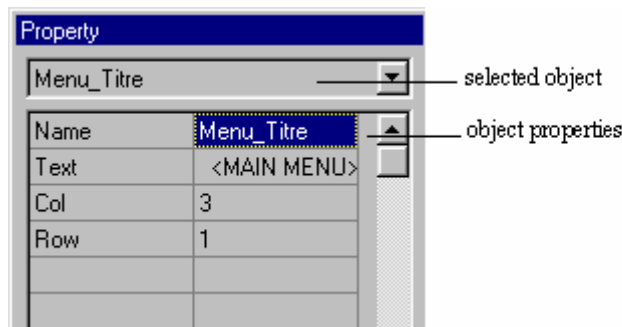 Property
Menu_Titre
selected object
Name Menu_Titre
object properties
Text <MAIN MENU>
Col 3
Row 1